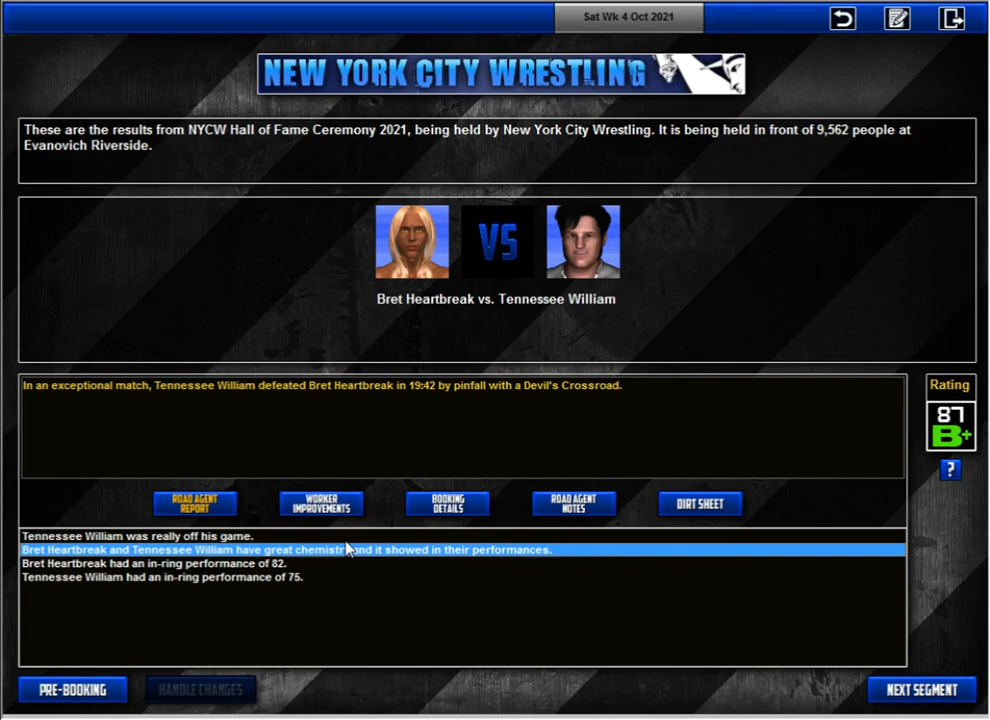 Sat Wk 4 Oct 2021
NEW YORK CITY WRESTLING
These are the results from NYCW Hall of Fame Ceremony 2021, being held by New York City Wrestling. It is being held in front of 9,562 people at
Evanovich Riverside.
VS
Bret Heartbreak vs. Tennessee William
In an exceptional match, Tennessee William defeated Bret Heartbreak in 19:42 by pinfall with a Devil's Crossroad.
Rating
87
B+
?
ROAD AGENT
REPORT
WORKER
IMPROVEMENTS
BOOKING
DETAILS
ROAD AGENT
NOTES
DIRT SHEET
Tennessee William was really off his game.
Bret Heartbreak and Tennessee William have great chemistry and it showed in their performances.
Bret Heartbreak had an in-ring performance of 82.
Tennessee William had an in-ring performance of 75.
PRE-BOOKING
HANDLE CHANGES
NEXT SEGMENT